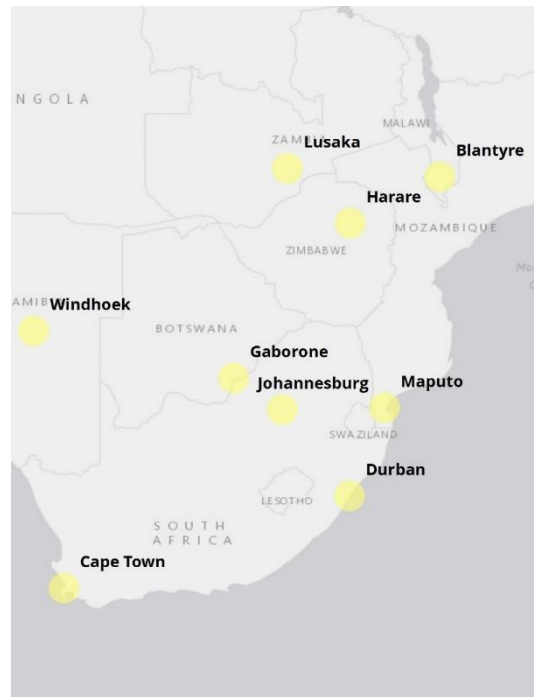 NGOLA
MALAWI
ZAMBIA
Lusaka
Blantyre
Harare
MOZAMBIQUE
ZIMBABWE
AMIB
Windhoek
BOTSWANA
Gaborone
Johannesburg
Maputo
SWAZILAND
Durban
LESOTHO
SOUTH
AFRICA
Cape Town